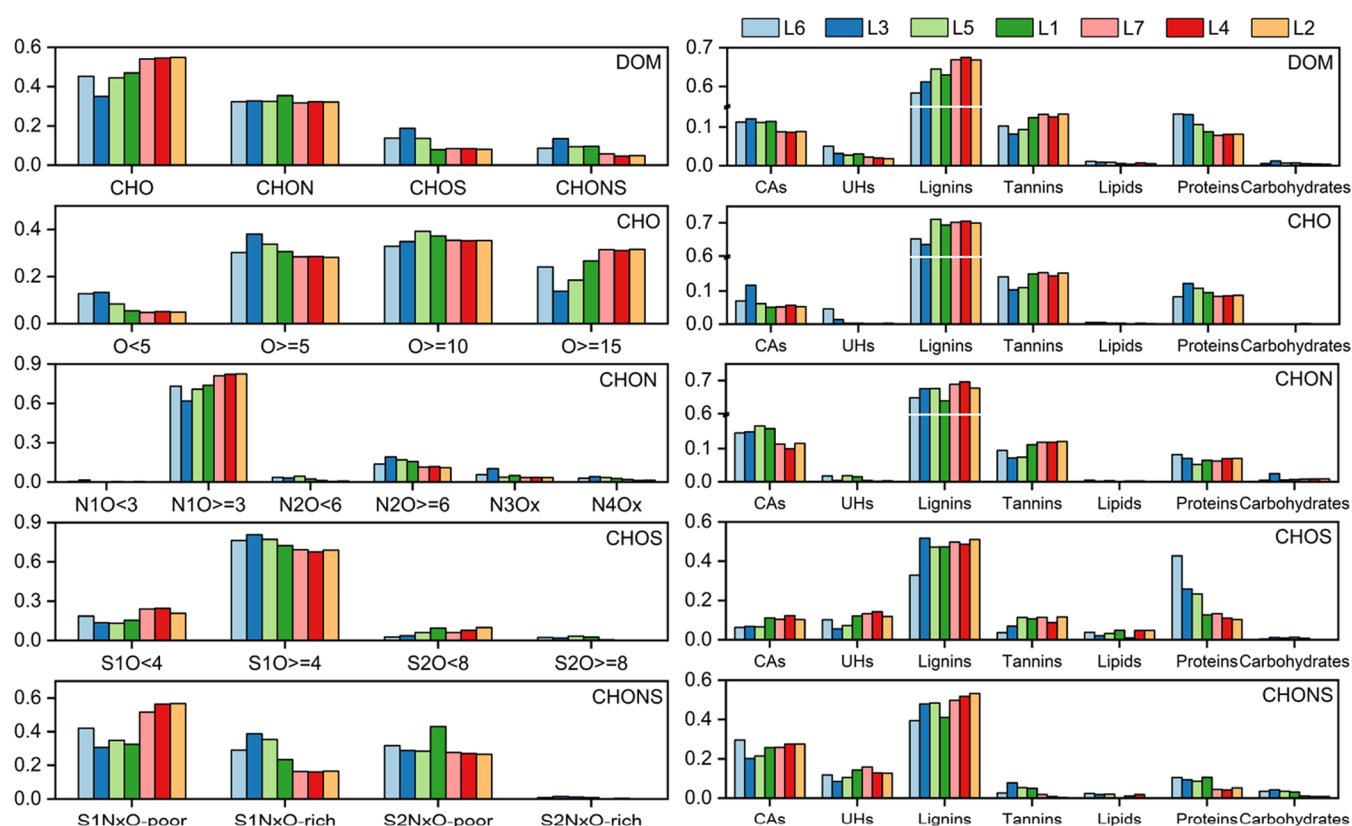 L6 L3 L5 L1 L7 L4 L2
0.6
0.4
0.2
0.0
DOM
CHO CHON CHOS CHONS
0.7
0.6
0.1
0.0
DOM
CAs UHs Lignins Tannins Lipids Proteins Carbohydrates
0.4
0.2
0.0
CHO
O<5 O>=5 O>=10 O>=15
0.7
0.6
0.1
0.0
CHO
CAs UHs Lignins Tannins Lipids Proteins Carbohydrates
0.9
0.6
0.3
0.0
CHON
N1O<3 N1O>=3 N2O<6 N2O>=6 N3Ox N4Ox
0.7
0.6
0.1
0.0
CHON
CAs UHs Lignins Tannins Lipids Proteins Carbohydrates
0.9
0.6
0.3
0.0
CHOS
S1O<4 S1O>=4 S2O<8 S2O>=8
0.6
0.4
0.2
0.0
CHOS
CAs UHs Lignins Tannins Lipids Proteins Carbohydrates
0.6
0.4
0.2
0.0
CHONS
S1NxO-poor S1NxO-rich S2NxO-poor S2NxO-rich
0.6
0.4
0.2
0.0
CHONS
CAs UHs Lignins Tannins Lipids Proteins Carbohydrates